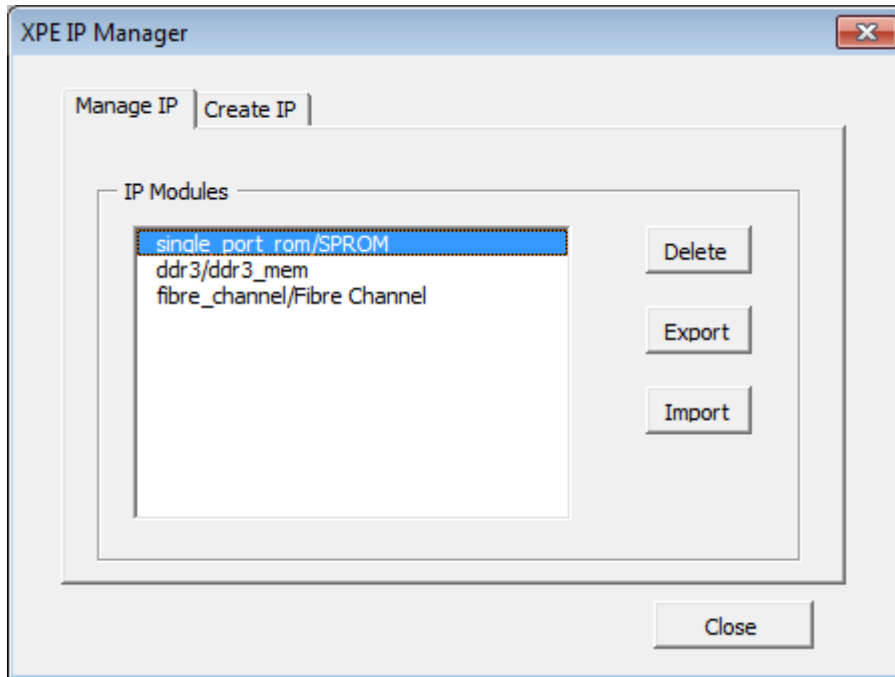 XPE IP Manager
Manage IP
Create IP
IP Modules
single_port_rom/SPROM
ddr3/ddr3_mem
fibre_channel/Fibre Channel
Delete
Export
Import
Close